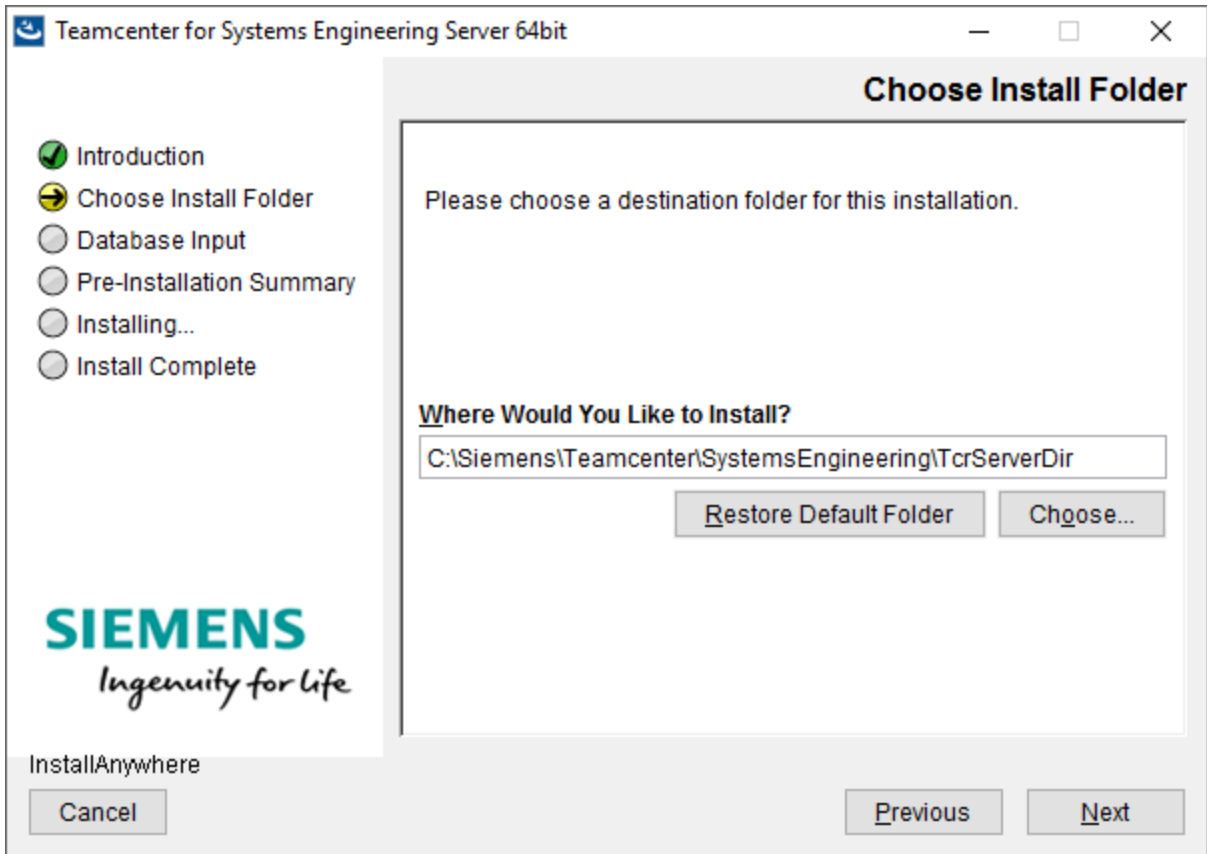 Teamcenter for Systems Engineering Server 64bit
Choose Install Folder
Introduction
Choose Install Folder
Database Input
Pre-Installation Summary
Installing...
Install Complete
Please choose a destination folder for this installation.
Where Would You Like to Install?
C:\Siemens\Teamcenter\SystemsEngineering\TcrServerDir
Restore Default Folder
Choose...
SIEMENS
Ingenuity for life
InstallAnywhere
Cancel
Previous
Next